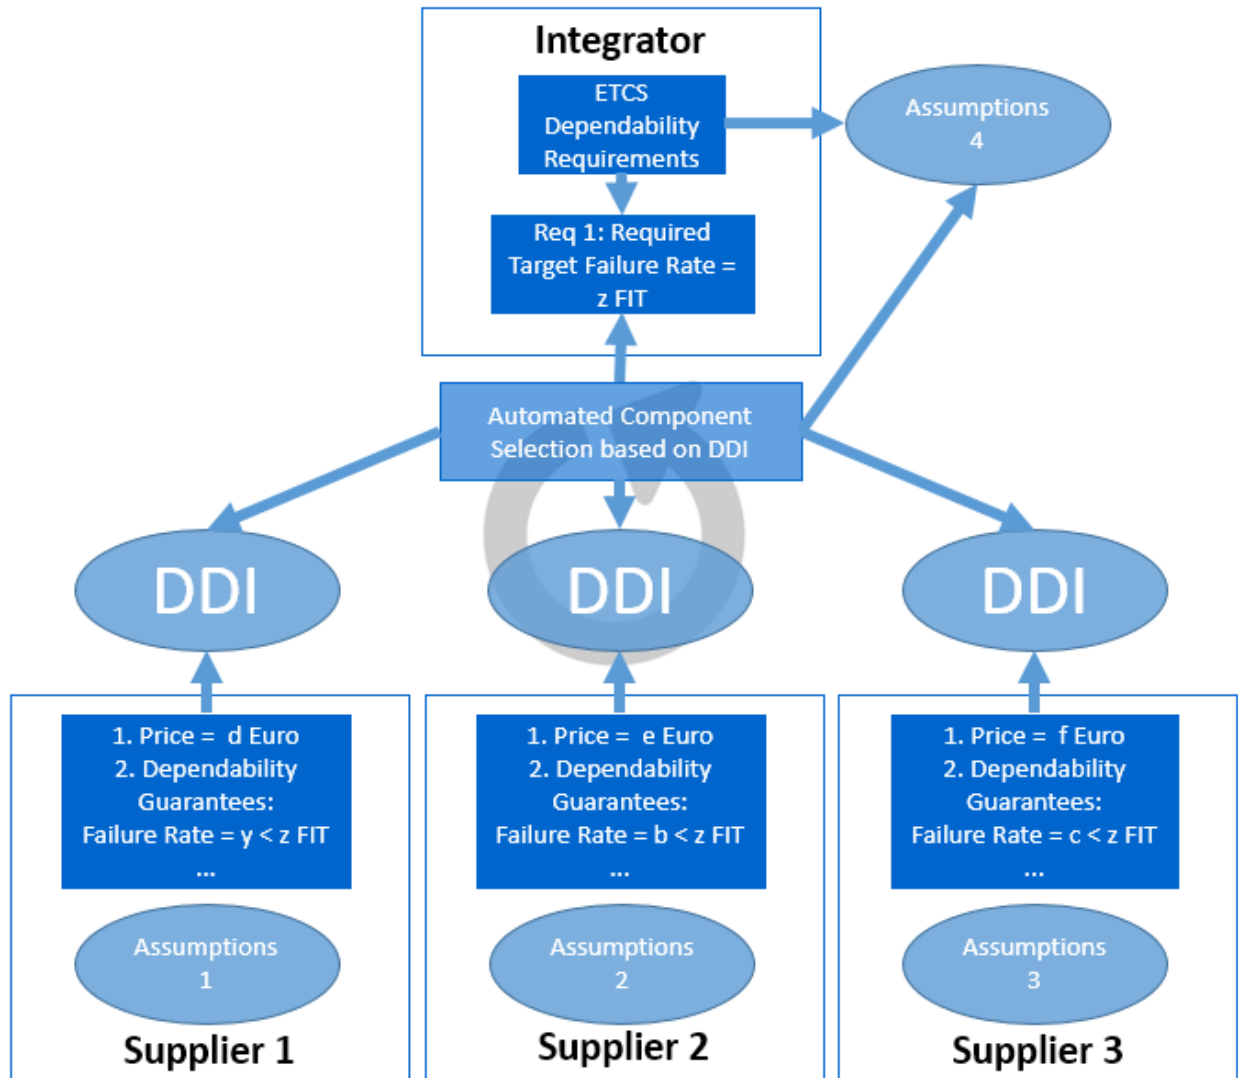 Integrator
ETCS
Dependability
Requirements
Assumptions
4
Req 1: Required
Target Failure Rate =
z FIT
Automated Component
Selection based on DDI
DDI
DDI
DDI
1. Price =  d Euro
2. Dependability
Guarantees:
Failure Rate = y < z FIT
...
Assumptions
1
Supplier 1
1. Price =  e Euro
2. Dependability
Guarantees:
Failure Rate = b < z FIT
...
Assumptions
2
Supplier 2
1. Price =  f Euro
2. Dependability
Guarantees:
Failure Rate = c < z FIT
...
Assumptions
3
Supplier 3